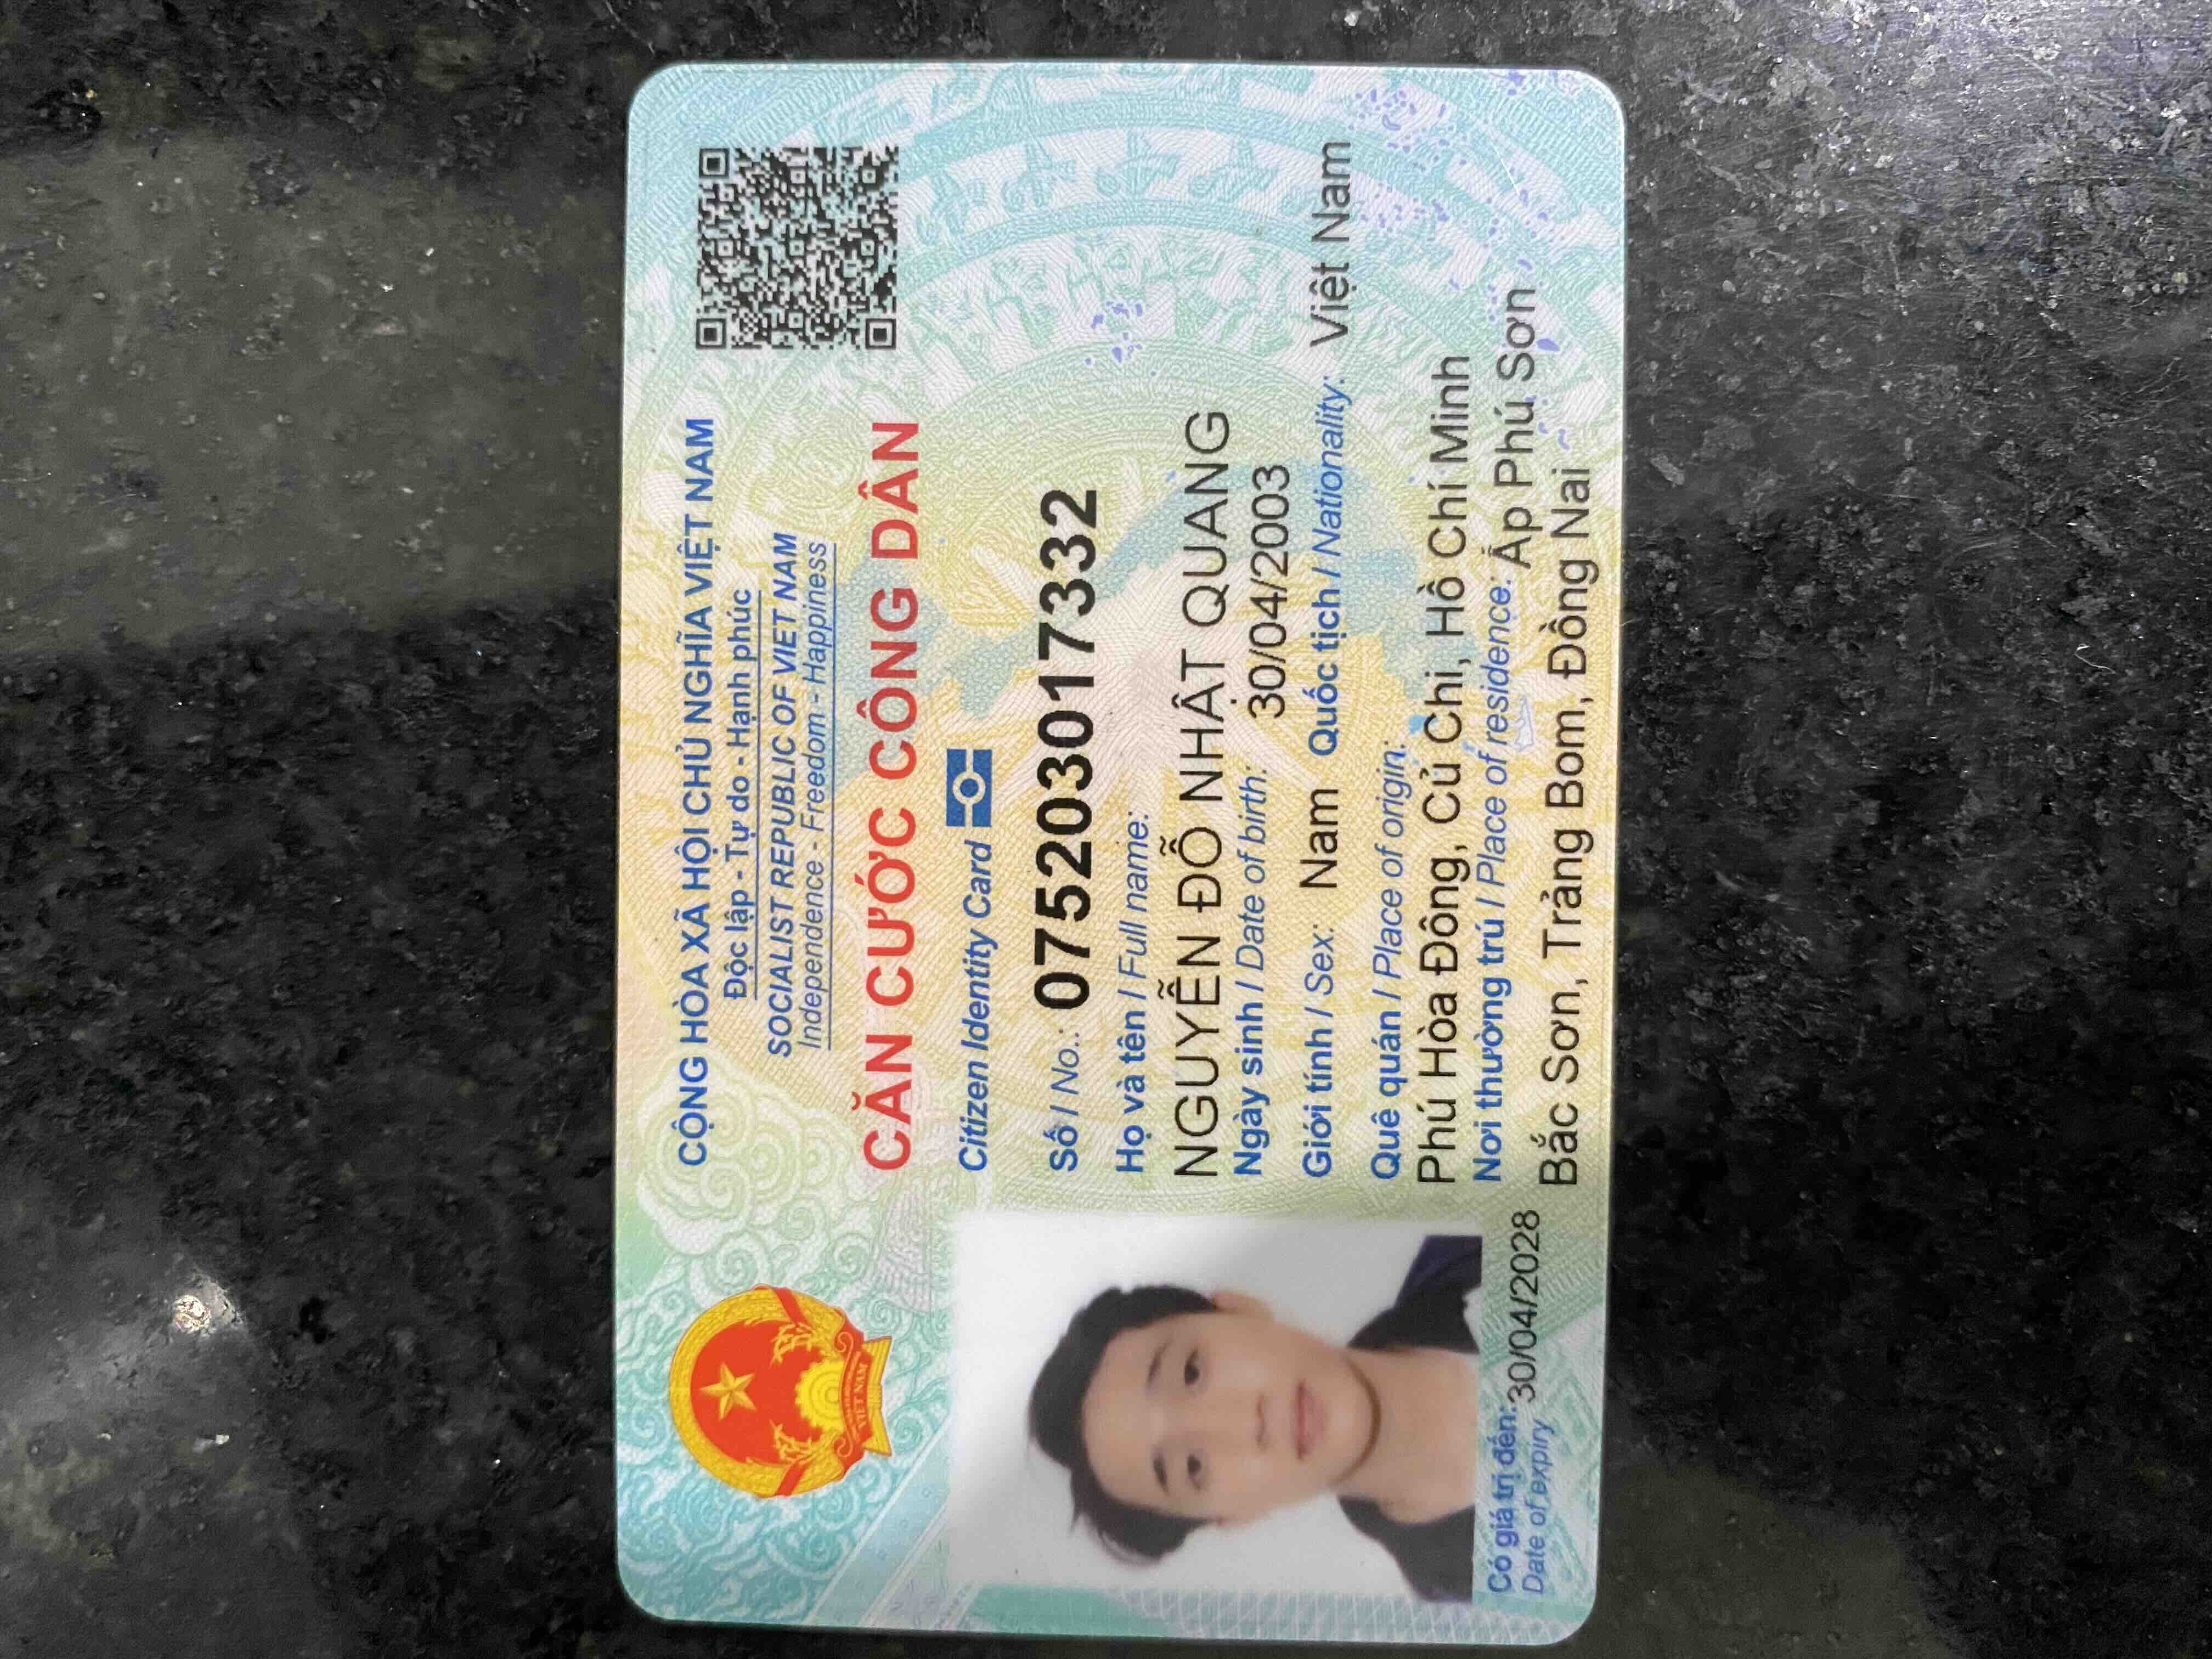 CỘNG HÒA XÃ HỘI CHỦ NGHĨA VIỆT NAM
Độc lập - Tự do - Hạnh phúc
SOCIALIST REPUBLIC OF VIET NAM
Independence - Freedom - Happiness
CĂN CƯỚC CÔNG DÂN
Citizen Identity Card
Số / No.: 075203017332
Họ và tên / Full name:
NGUYỄN ĐỖ NHẬT QUANG
Ngày sinh / Date of birth: 30/04/2003
Giới tính / Sex: Nam Quốc tịch / Nationality: Việt Nam
Quê quán / Place of origin:
Phú Hòa Đông, Củ Chi, Hồ Chí Minh
Nơi thường trú / Place of residence: Ấp Phú Sơn
Bắc Sơn, Trảng Bom, Đồng Nai
Có giá trị đến: 30/04/2028
Date of expiry
VIỆT NAM